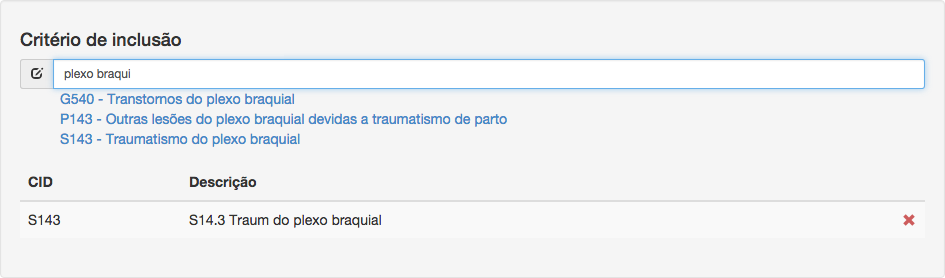 Critério de inclusão
plexo braqui
G540 - Transtornos do plexo braquial
P143 - Outras lesões do plexo braquial devidas a traumatismo de parto
S143 - Traumatismo do plexo braquial
CID Descrição
S143 S14.3 Traum do plexo braquial